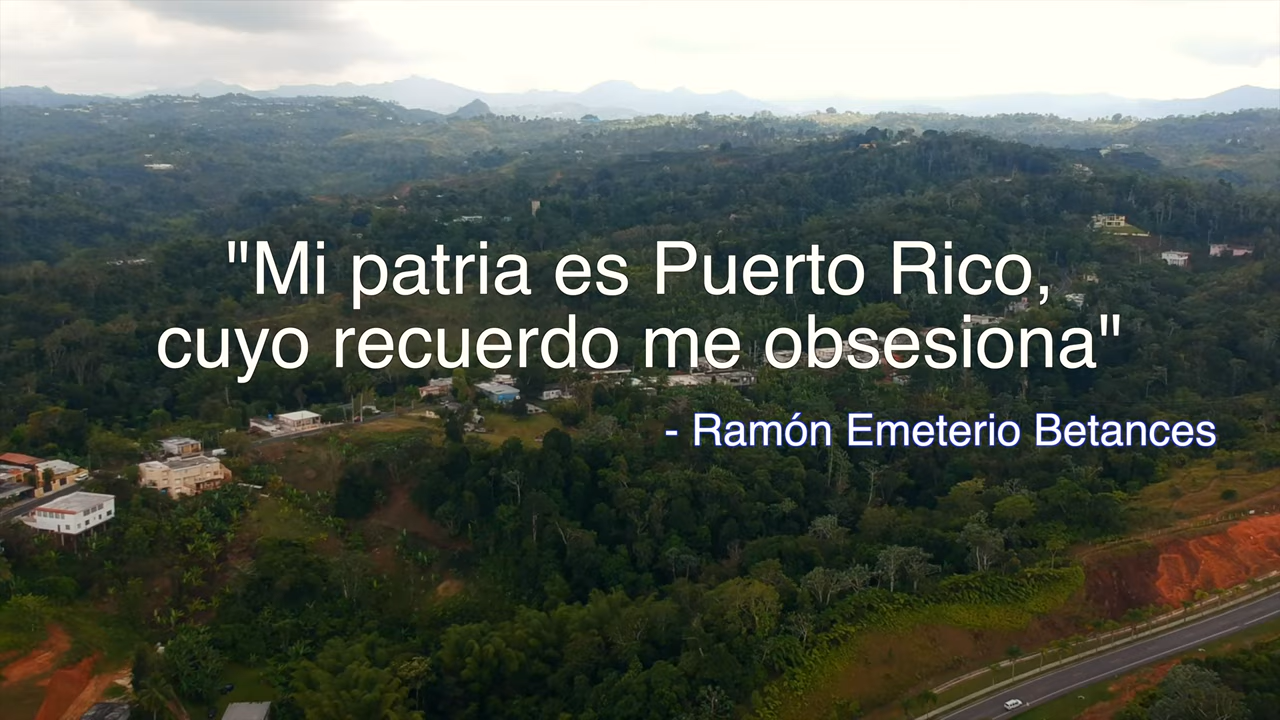 "Mi patria es Puerto Rico,
cuyo recuerdo me obsesiona"
- Ramón Emeterio Betances